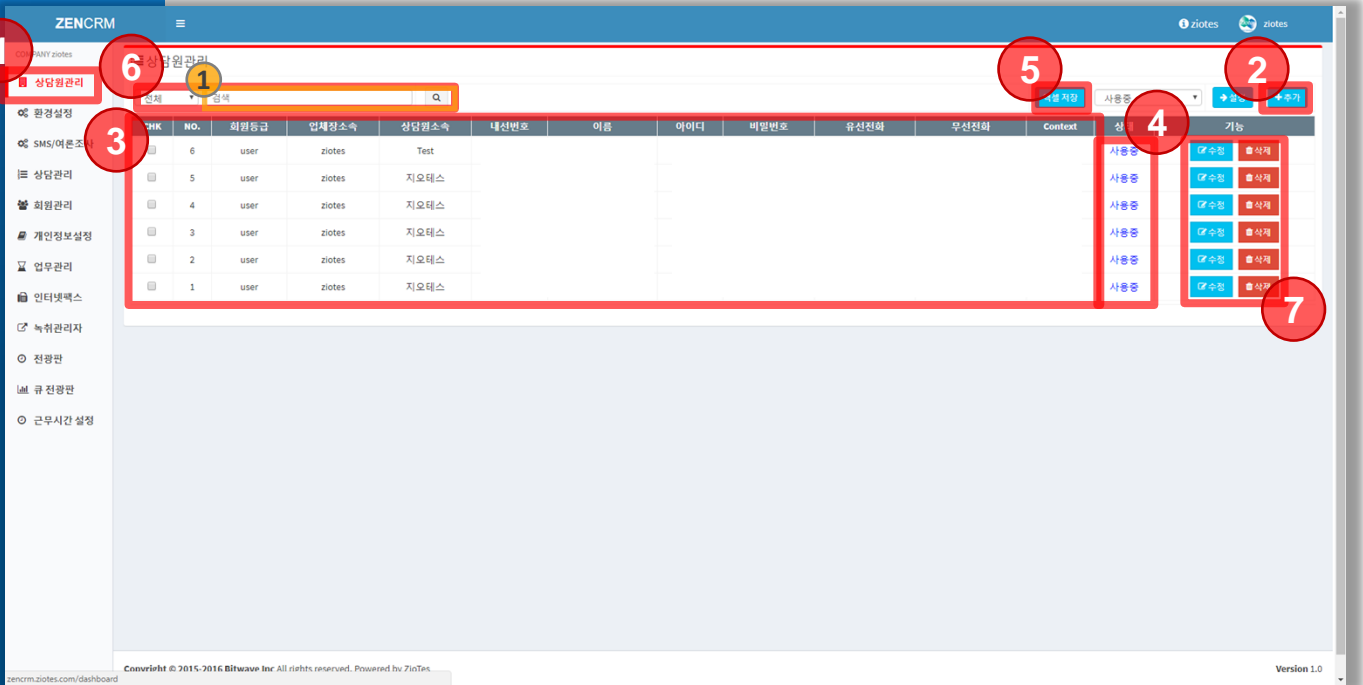 ZENCRM
ziotes
ziotes
COMPANY ziotes
상담원관리
환경설정
SMS/여론조사
상담관리
회원관리
개인정보설정
업무관리
인터넷팩스
녹취관리자
전광판
큐 전광판
근무시간 설정
6
상담원관리
1
5
2
전체
검색
저장
사용중
+추가
3
4
NO. 회원등급 업체장소속 상담원소속 내선번호 이름 아이디 비밀번호 유선전화 무선전화 Context 기능
6 user ziotes Test 사용중 수정 삭제
5 user ziotes 지오테스 사용중 수정 삭제
4 user ziotes 지오테스 사용중 수정 삭제
3 user ziotes 지오테스 사용중 수정 삭제
2 user ziotes 지오테스 사용중 수정 삭제
1 user ziotes 지오테스 사용중 수정 삭제
7
Copyright © 2015-2016 Bitwave Inc All rights reserved. Powered by ZioTes
Version 1.0
zencrm.ziotes.com/dashboard